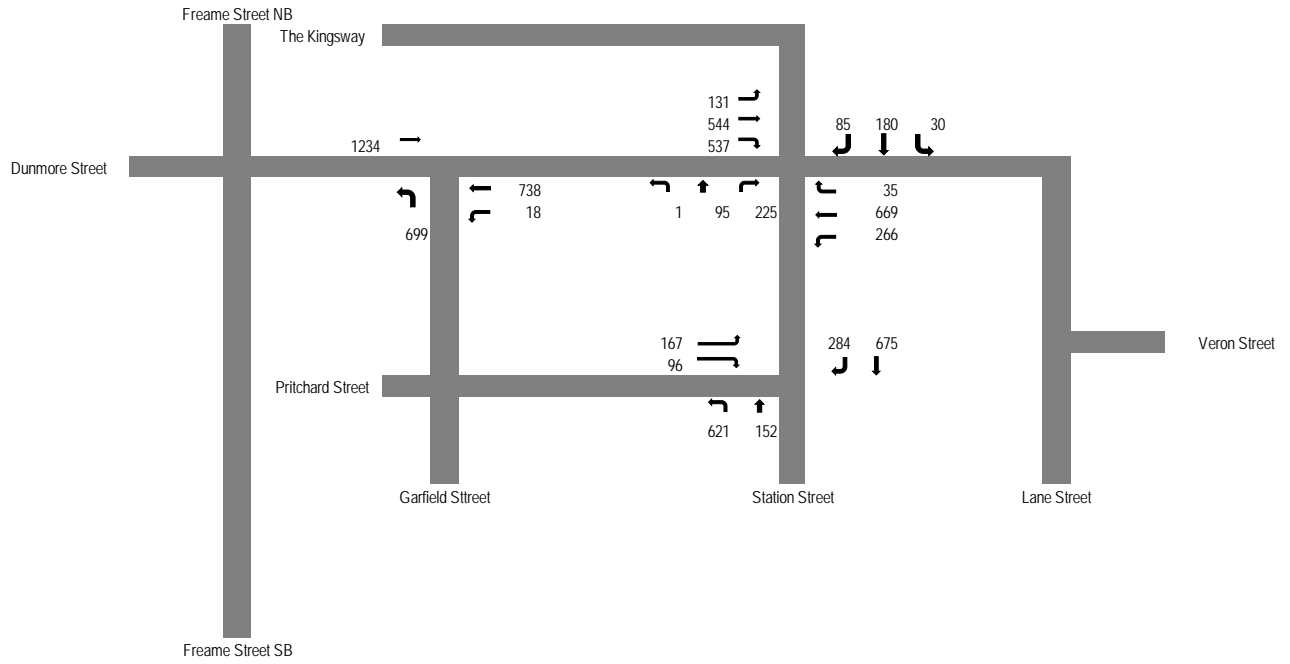 Freame Street NB
The Kingsway
131
544
85 180 30
1234
537
Dunmore Street
738
35
18
1 95 225
669
699
266
167
284 675
Veron Street
96
Pritchard Street
621 152
Garfield Sttreet
Station Street
Lane Street
Freame Street SB